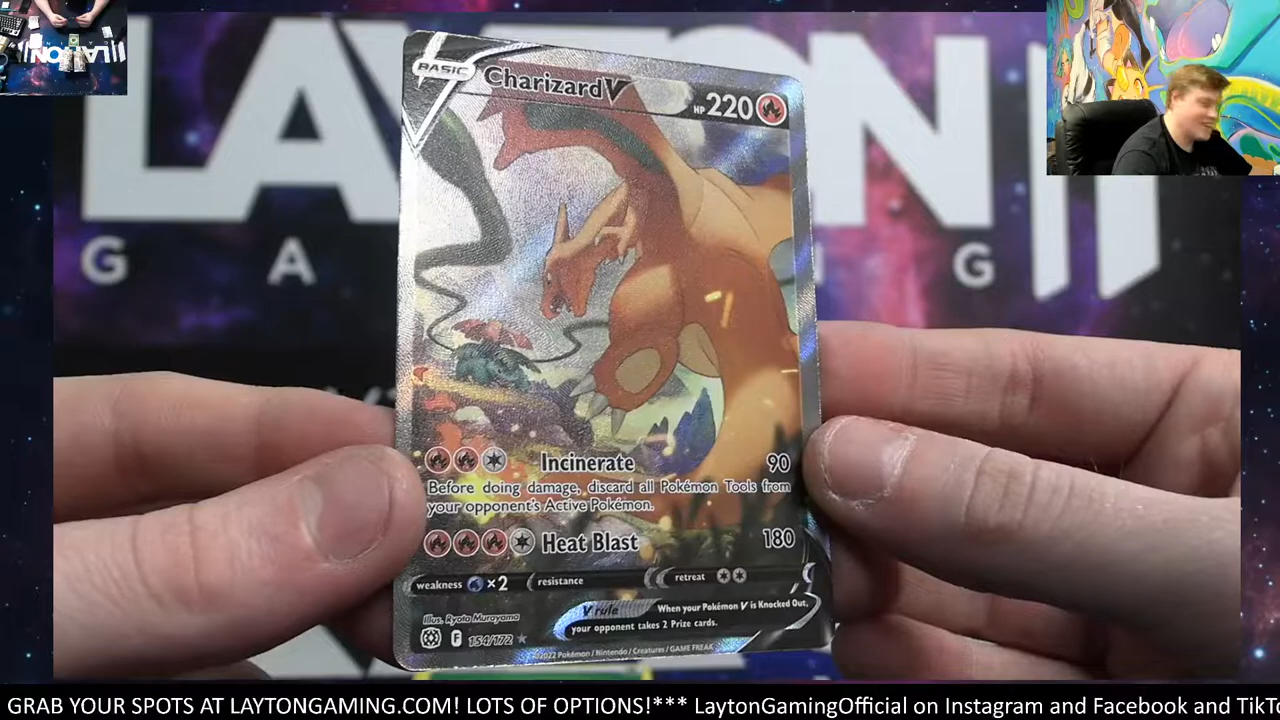 LAYTON
G A I G
BASIC
Charizard V
HP 220
Incinerate 90
Before doing damage, discard all Pokémon Tools from
your opponent's Active Pokémon.
Heat Blast 180
weakness ×2 resistance retreat
V rule When your Pokémon V is Knocked Out,
your opponent takes 2 Prize cards.
Illus. Ryota Murayama
F 154/172
©2022 Pokémon / Nintendo / Creatures / GAME FREAK
GRAB YOUR SPOTS AT LAYTONGAMING.COM! LOTS OF OPTIONS!*** LaytonGamingOfficial on Instagram and Facebook and TikTo